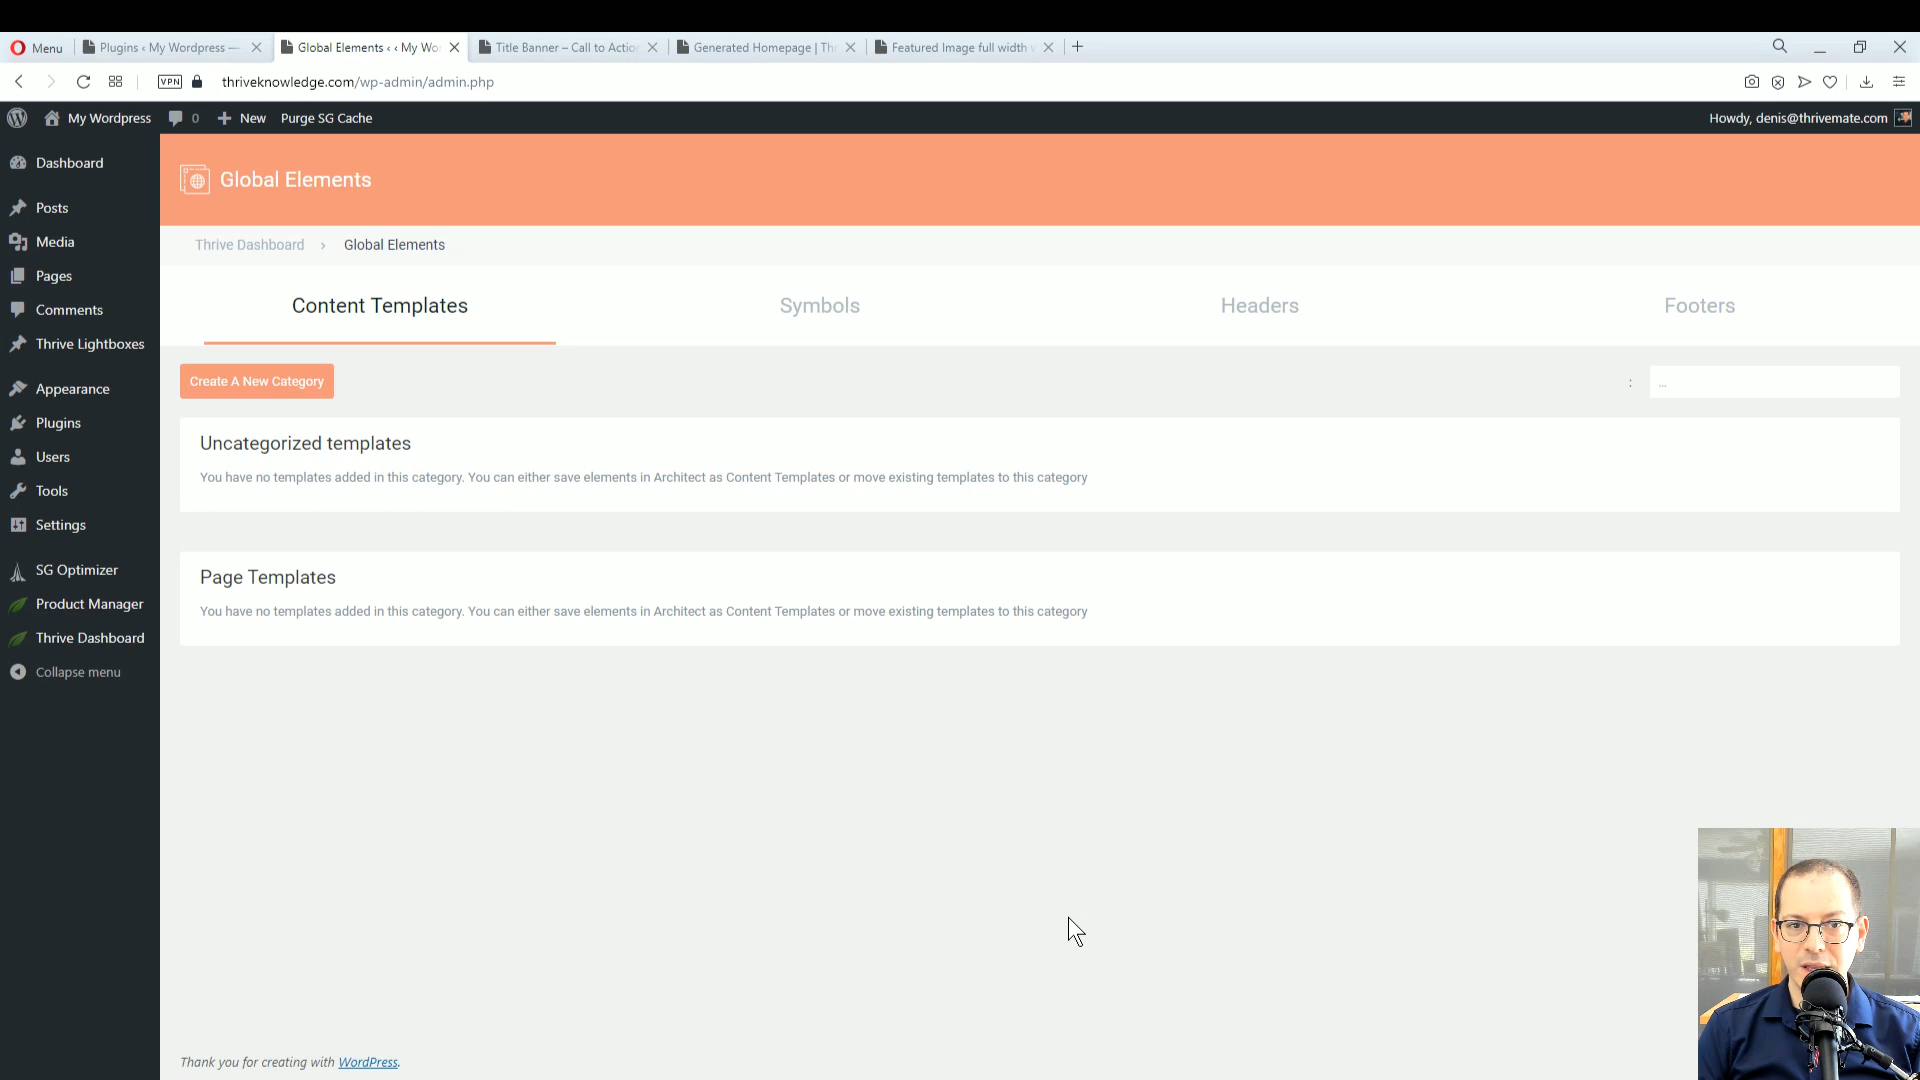 Menu
Plugins ‹ My Wordpress —
Global Elements ‹ ‹ My Wor
Title Banner – Call to Action
Generated Homepage | Thr
Featured Image full width
VPN
thriveknowledge.com/wp-admin/admin.php
My Wordpress
0
New
Purge SG Cache
Howdy, denis@thrivemate.com
Dashboard
Posts
Media
Pages
Comments
Thrive Lightboxes
Appearance
Plugins
Users
Tools
Settings
SG Optimizer
Product Manager
Thrive Dashboard
Collapse menu
Global Elements
Thrive Dashboard › Global Elements
Content Templates
Symbols
Headers
Footers
Create A New Category
:
...
Uncategorized templates
You have no templates added in this category. You can either save elements in Architect as Content Templates or move existing templates to this category
Page Templates
You have no templates added in this category. You can either save elements in Architect as Content Templates or move existing templates to this category
Thank you for creating with WordPress.